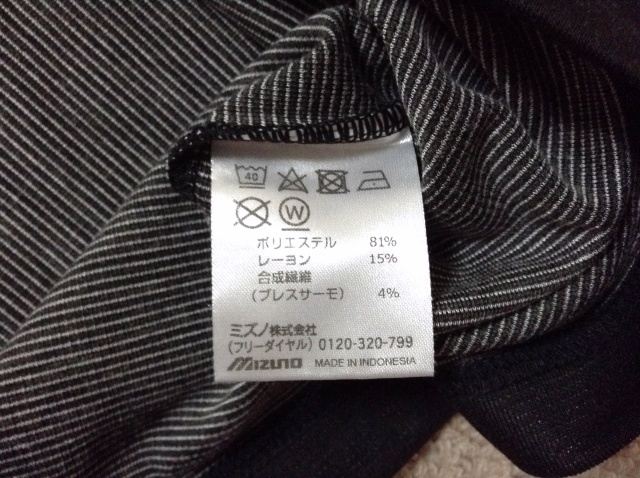 40
W
ポリエステル 81%
レーヨン 15%
合成繊維
(ブレスサーモ) 4%
ミズノ株式会社
(フリーダイヤル) 0120-320-799
MIZUNO MADE IN INDONESIA